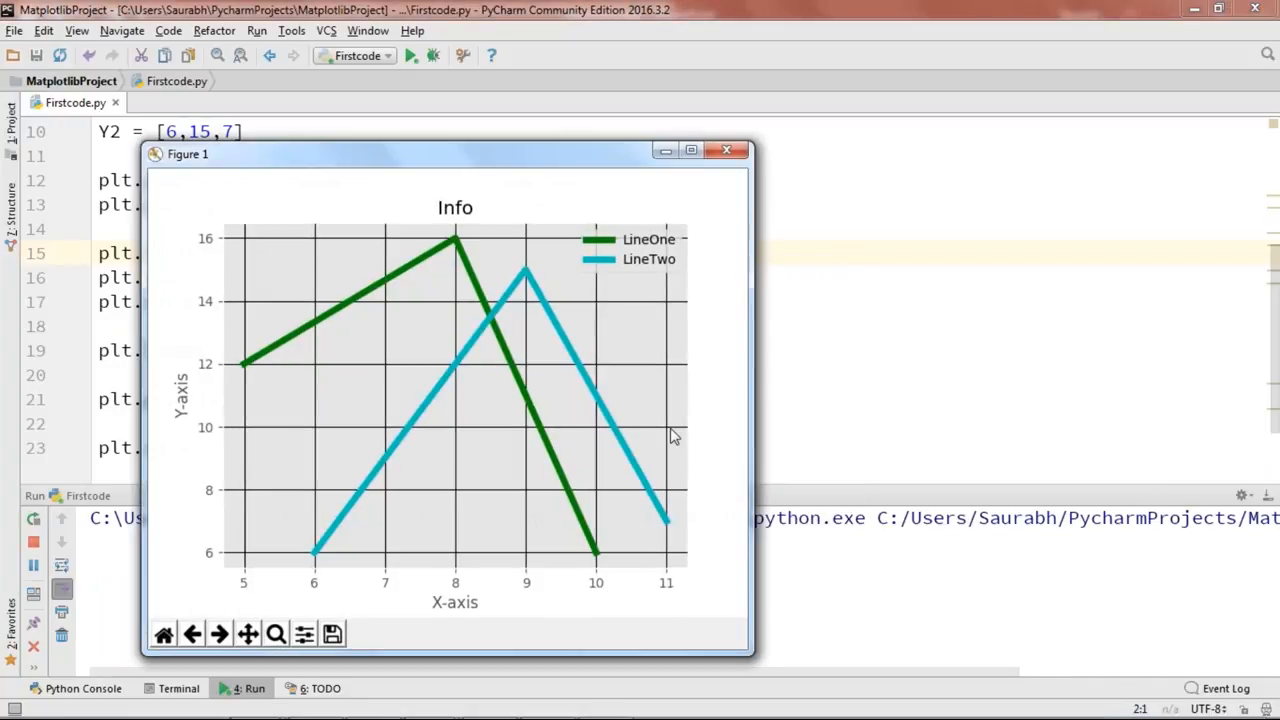 MatplotlibProject - [C:\Users\Saurabh\PycharmProjects\MatplotlibProject] - ...\Firstcode.py - PyCharm Community Edition 2016.3.2
File Edit View Navigate Code Refactor Run Tools VCS Window Help
Firstcode
MatplotlibProject Firstcode.py
Firstcode.py
1: Project
Z: Structure
2: Favorites
10 Y2 = [6,15,7]
11
12 plt.
13 plt.
14
15 plt.
16 plt.
17 plt.
18
19 plt.
20
21 plt.
22
23 plt.
Figure 1
Info
LineOne
LineTwo
16
14
12
10
8
6
Y-axis
5 6 7 8 9 10 11
X-axis
Run Firstcode
C:\Us python.exe C:/Users/Saurabh/PycharmProjects/Mat
Python Console Terminal 4: Run 6: TODO Event Log
2:1 n/a UTF-8